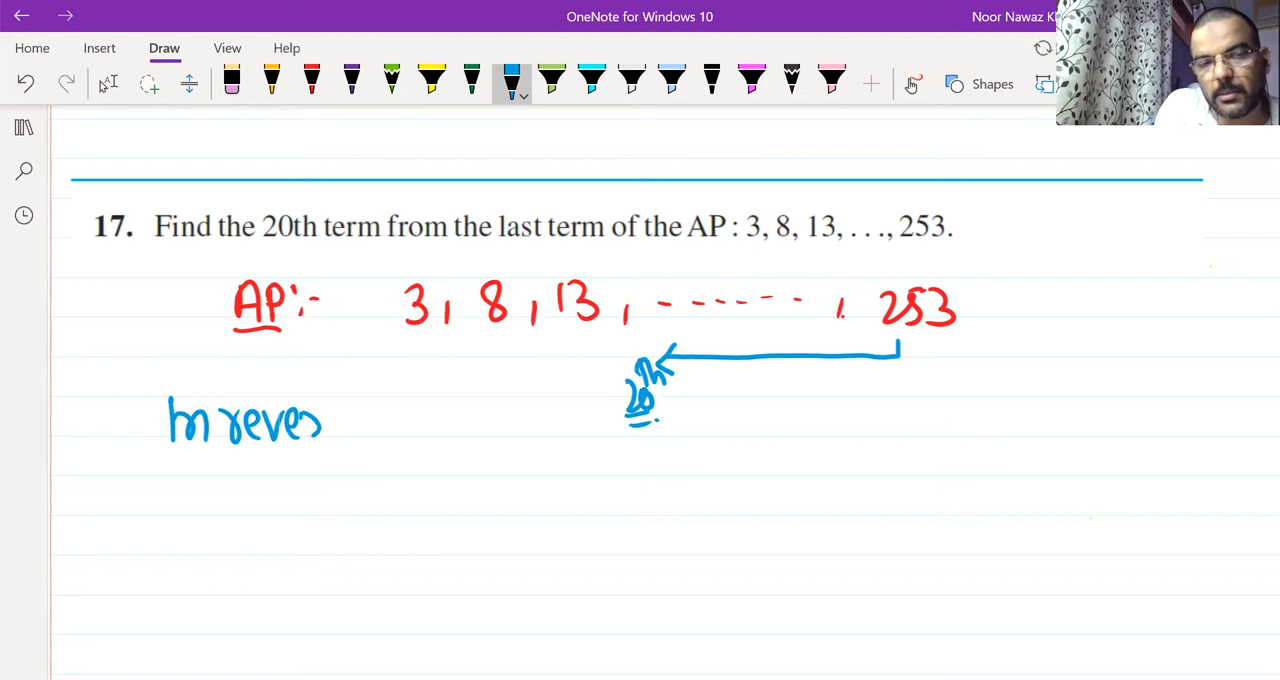 OneNote for Windows 10
Noor Nawaz K
Home Insert Draw View Help
Shapes
17. Find the 20th term from the last term of the AP : 3, 8, 13, . . ., 253.
AP:- 3, 8, 13, ------, 253
20th
In reves